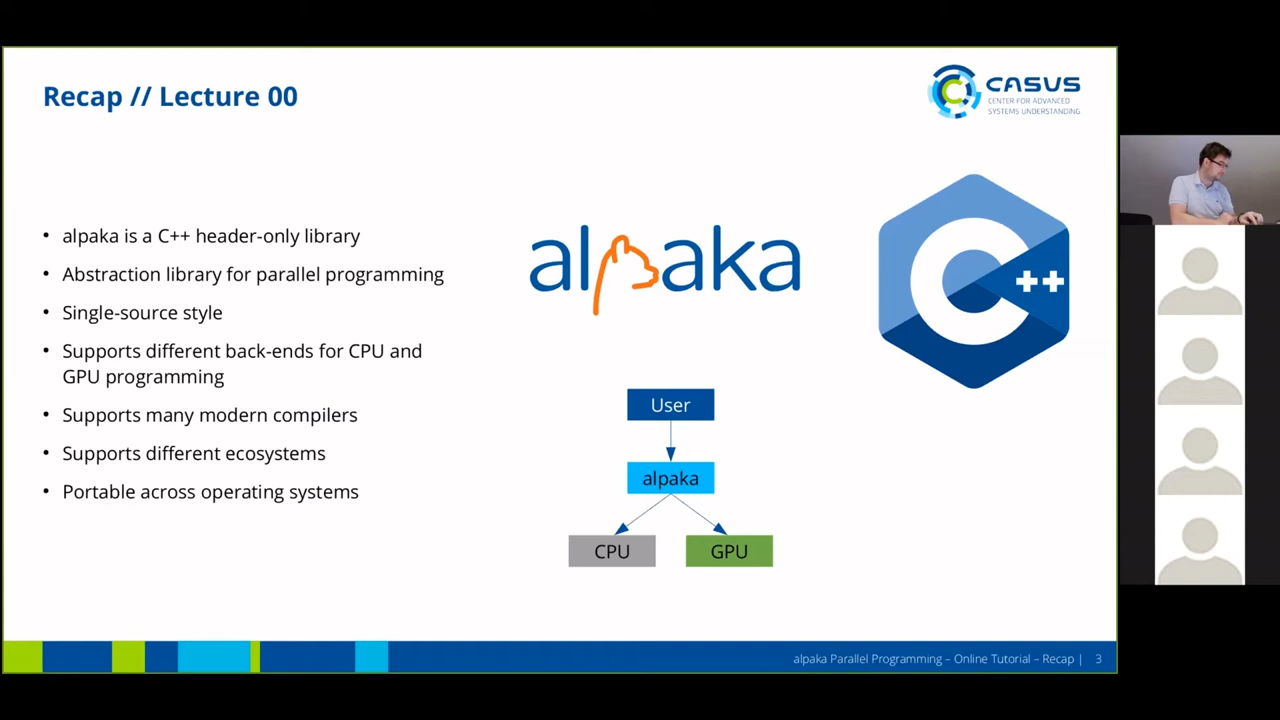 Recap // Lecture 00
CASUS
CENTER FOR ADVANCED
SYSTEMS UNDERSTANDING
• alpaka is a C++ header-only library
• Abstraction library for parallel programming
• Single-source style
• Supports different back-ends for CPU and
GPU programming
• Supports many modern compilers
• Supports different ecosystems
• Portable across operating systems
alpaka
C++
User
alpaka
CPU
GPU
alpaka Parallel Programming – Online Tutorial – Recap | 3